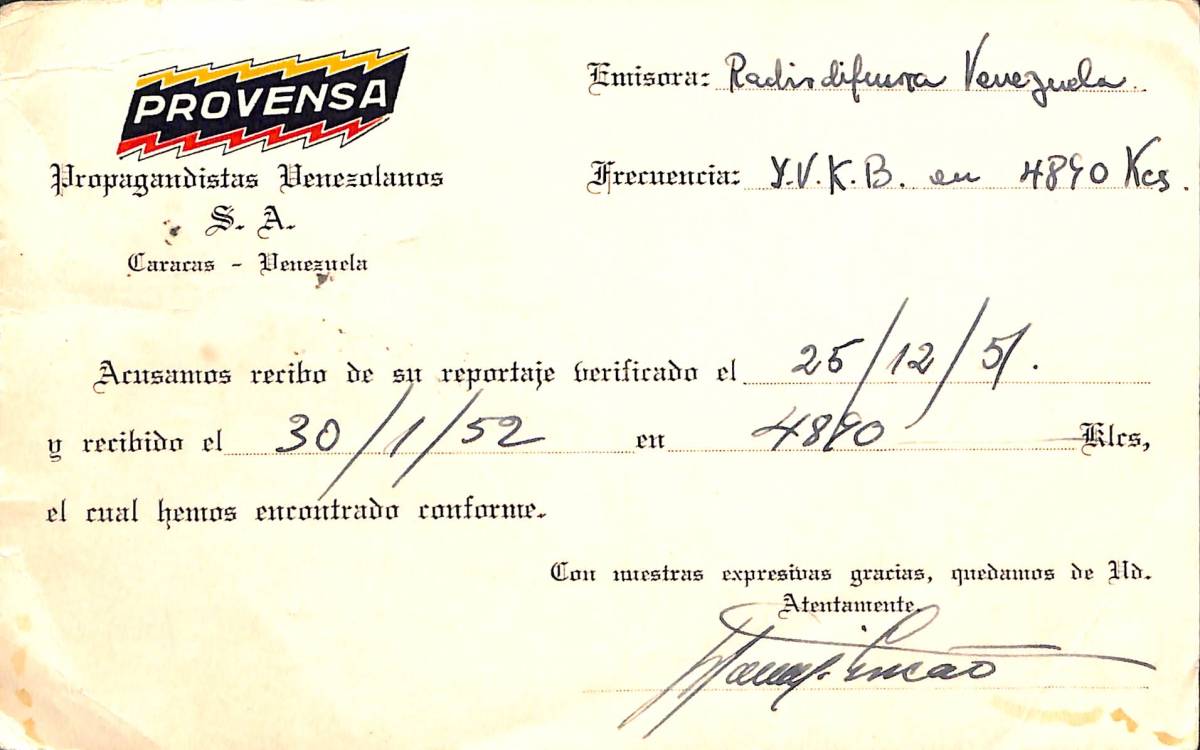 PROVENSA
Propagandistas Venezolanos
S. A.
Caracas - Venezuela
Emisora: Radiodifusora Venezuela.
Frecuencia: Y.V.K.B. en 4890 Kcs.
Acusamos recibo de su reportaje verificado el 25/12/51.
y recibido el 30/1/52 en 4890 Klcs,
el cual hemos encontrado conforme.
Con nuestras expresivas gracias, quedamos de Ud.
Atentamente.